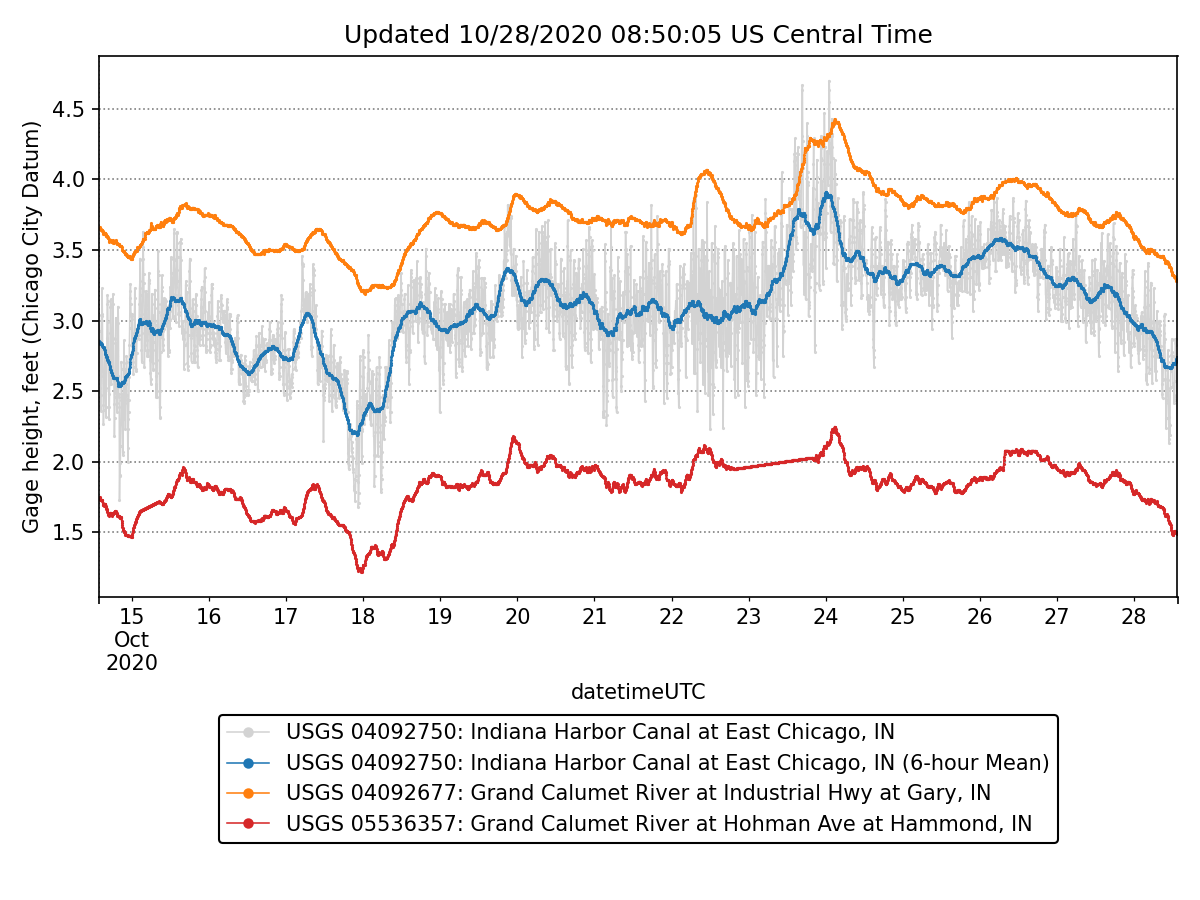 Updated 10/28/2020 08:50:05 US Central Time
Gage height, feet (Chicago City Datum)
4.5
4.0
3.5
3.0
2.5
2.0
1.5
15 16 17 18 19 20 21 22 23 24 25 26 27 28
Oct
2020
datetimeUTC
USGS 04092750: Indiana Harbor Canal at East Chicago, IN
USGS 04092750: Indiana Harbor Canal at East Chicago, IN (6-hour Mean)
USGS 04092677: Grand Calumet River at Industrial Hwy at Gary, IN
USGS 05536357: Grand Calumet River at Hohman Ave at Hammond, IN